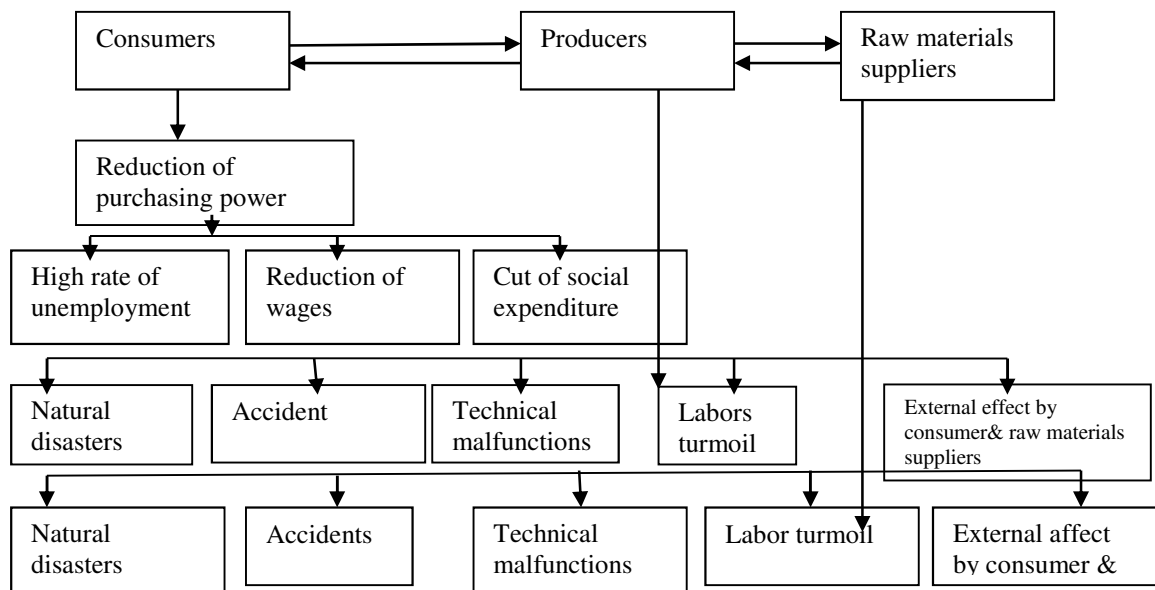 Consumers
Producers
Raw materials
suppliers
Reduction of
purchasing power
High rate of
unemployment
Reduction of
wages
Cut of social
expenditure
Natural
disasters
Accident
Technical
malfunctions
Labors
turmoil
External effect by
consumer& raw materials
suppliers
Natural
disasters
Accidents
Technical
malfunctions
Labor turmoil
External affect
by consumer &